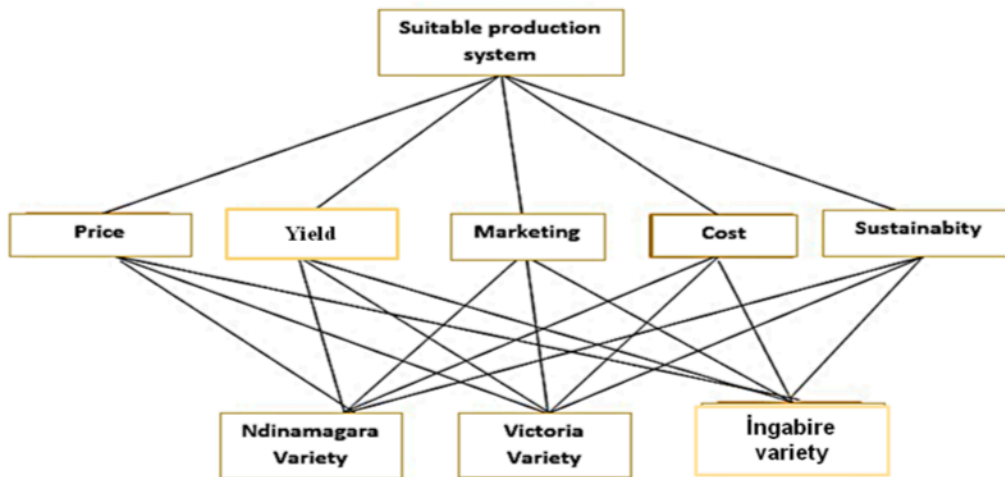 Suitable production
system
Price
Yield
Marketing
Cost
Sustainabity
Ndinamagara
Variety
Victoria
Variety
İngabire
variety